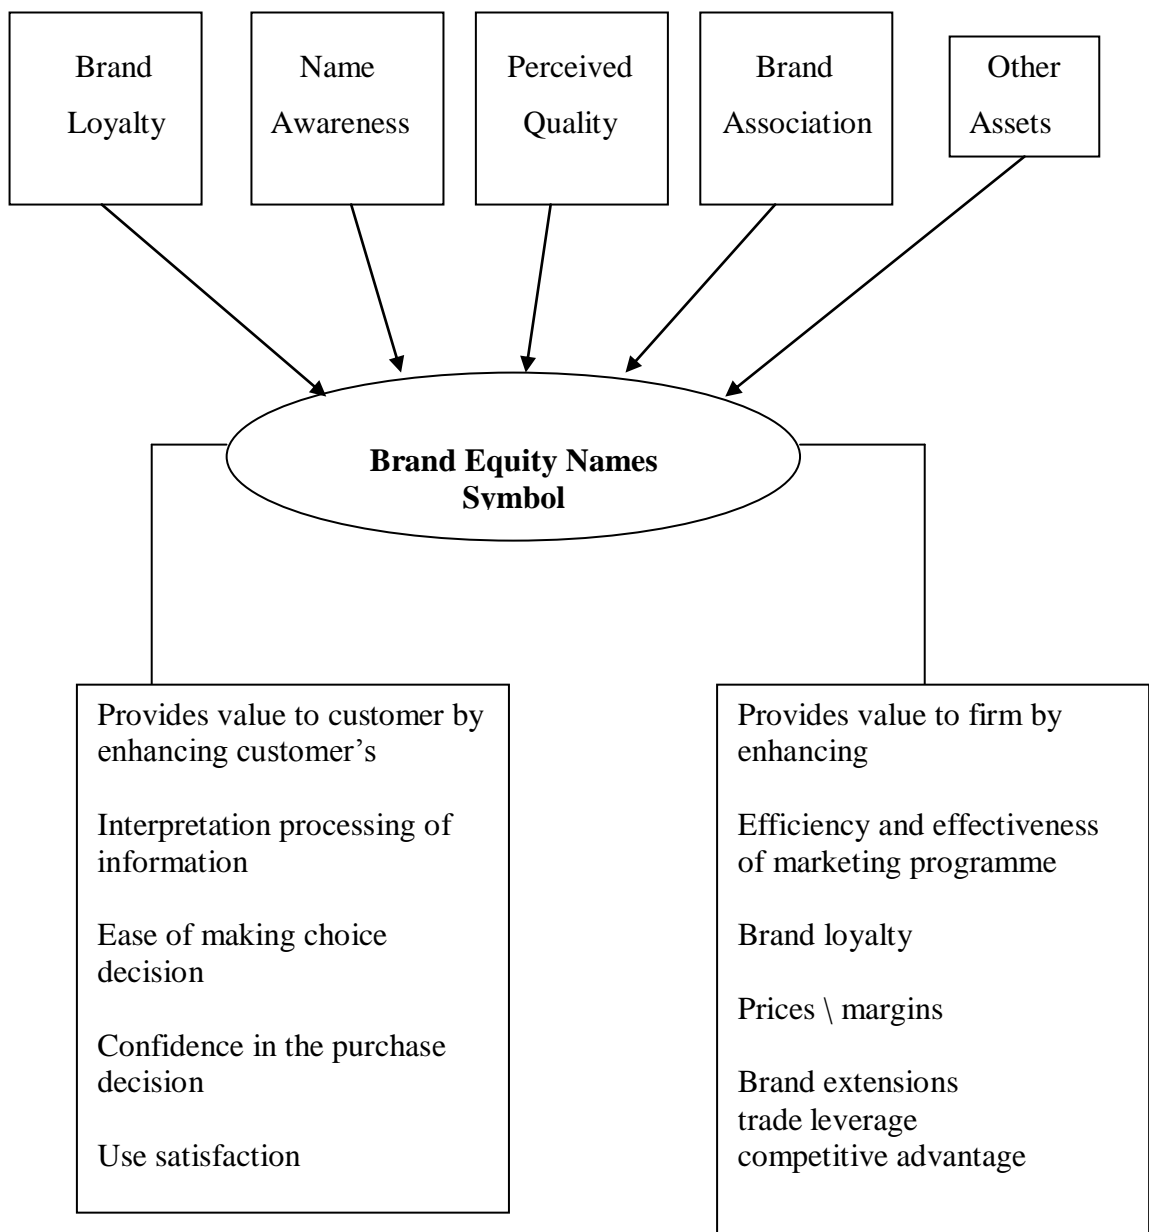 Brand
Loyalty
Name
Awareness
Perceived
Quality
Brand
Association
Other
Assets
Brand Equity Names
Symbol
Provides value to customer by
enhancing customer’s
Interpretation processing of
information
Ease of making choice
decision
Confidence in the purchase
decision
Use satisfaction
Provides value to firm by
enhancing
Efficiency and effectiveness
of marketing programme
Brand loyalty
Prices \ margins
Brand extensions
trade leverage
competitive advantage